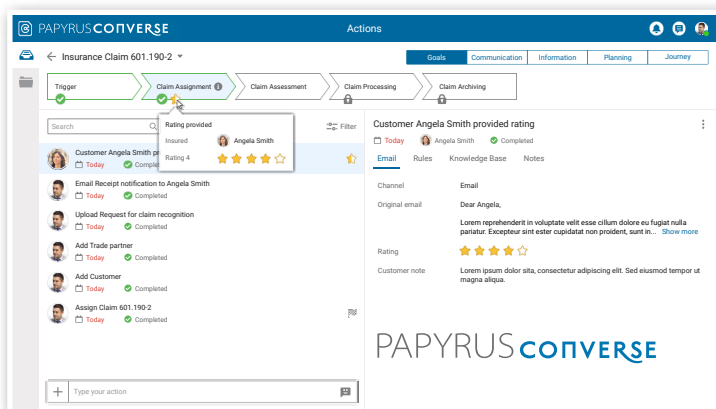 PAPYRUS CONVERSE
Actions
Insurance Claim 601.190-2
Goals Communication Information Planning Journey
Trigger Claim Assignment Claim Assessment Claim Processing Claim Archiving
Search
Filter
Rating provided
Insured Angela Smith
Rating 4
Customer Angela Smith pr
Today Complet
Email Receipt notification to Angela Smith
Today Completed
Upload Request for claim recognition
Today Completed
Add Trade partner
Today Completed
Add Customer
Today Completed
Assign Claim 601.190-2
Today Completed
Type your action
Customer Angela Smith provided rating
Today Angela Smith Completed
Email Rules Knowledge Base Notes
Channel Email
Original email Dear Angela,
Lorem reprehenderit in voluptate velit esse cillum dolore eu fugiat nulla
pariatur. Excepteur sint ester cupidatat non proident, sunt in... Show more
Rating
Customer note Lorem ipsum dolor sita, consectetur adipiscing elit. Sed eiusmod tempor ut
magna aliqua.
PAPYRUS CONVERSE